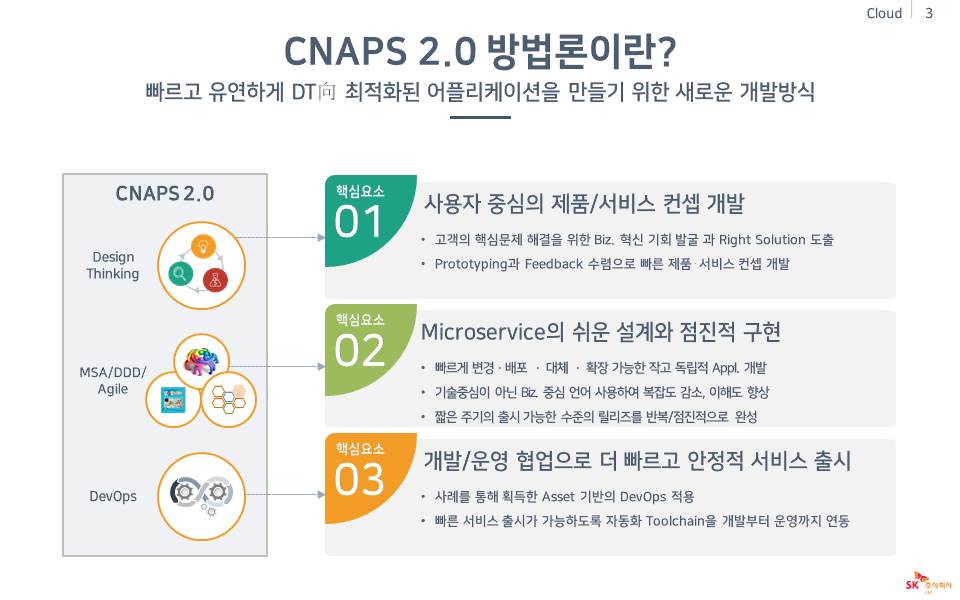 Cloud 3
CNAPS 2.0 방법론이란?
빠르고 유연하게 DT向 최적화된 어플리케이션을 만들기 위한 새로운 개발방식
CNAPS 2.0
Design
Thinking
MSA/DDD/
Agile
DevOps
핵심요소
01
사용자 중심의 제품/서비스 컨셉 개발
• 고객의 핵심문제 해결을 위한 Biz. 혁신 기회 발굴 과 Right Solution 도출
• Prototyping과 Feedback 수렴으로 빠른 제품·서비스 컨셉 개발
핵심요소
02
Microservice의 쉬운 설계와 점진적 구현
• 빠르게 변경 · 배포 · 대체 · 확장 가능한 작고 독립적 Appl. 개발
• 기술중심이 아닌 Biz. 중심 언어 사용하여 복잡도 감소, 이해도 향상
• 짧은 주기의 출시 가능한 수준의 릴리즈를 반복/점진적으로 완성
핵심요소
03
개발/운영 협업으로 더 빠르고 안정적 서비스 출시
• 사례를 통해 획득한 Asset 기반의 DevOps 적용
• 빠른 서비스 출시가 가능하도록 자동화 Toolchain을 개발부터 운영까지 연동
SK 주식회사
C&C